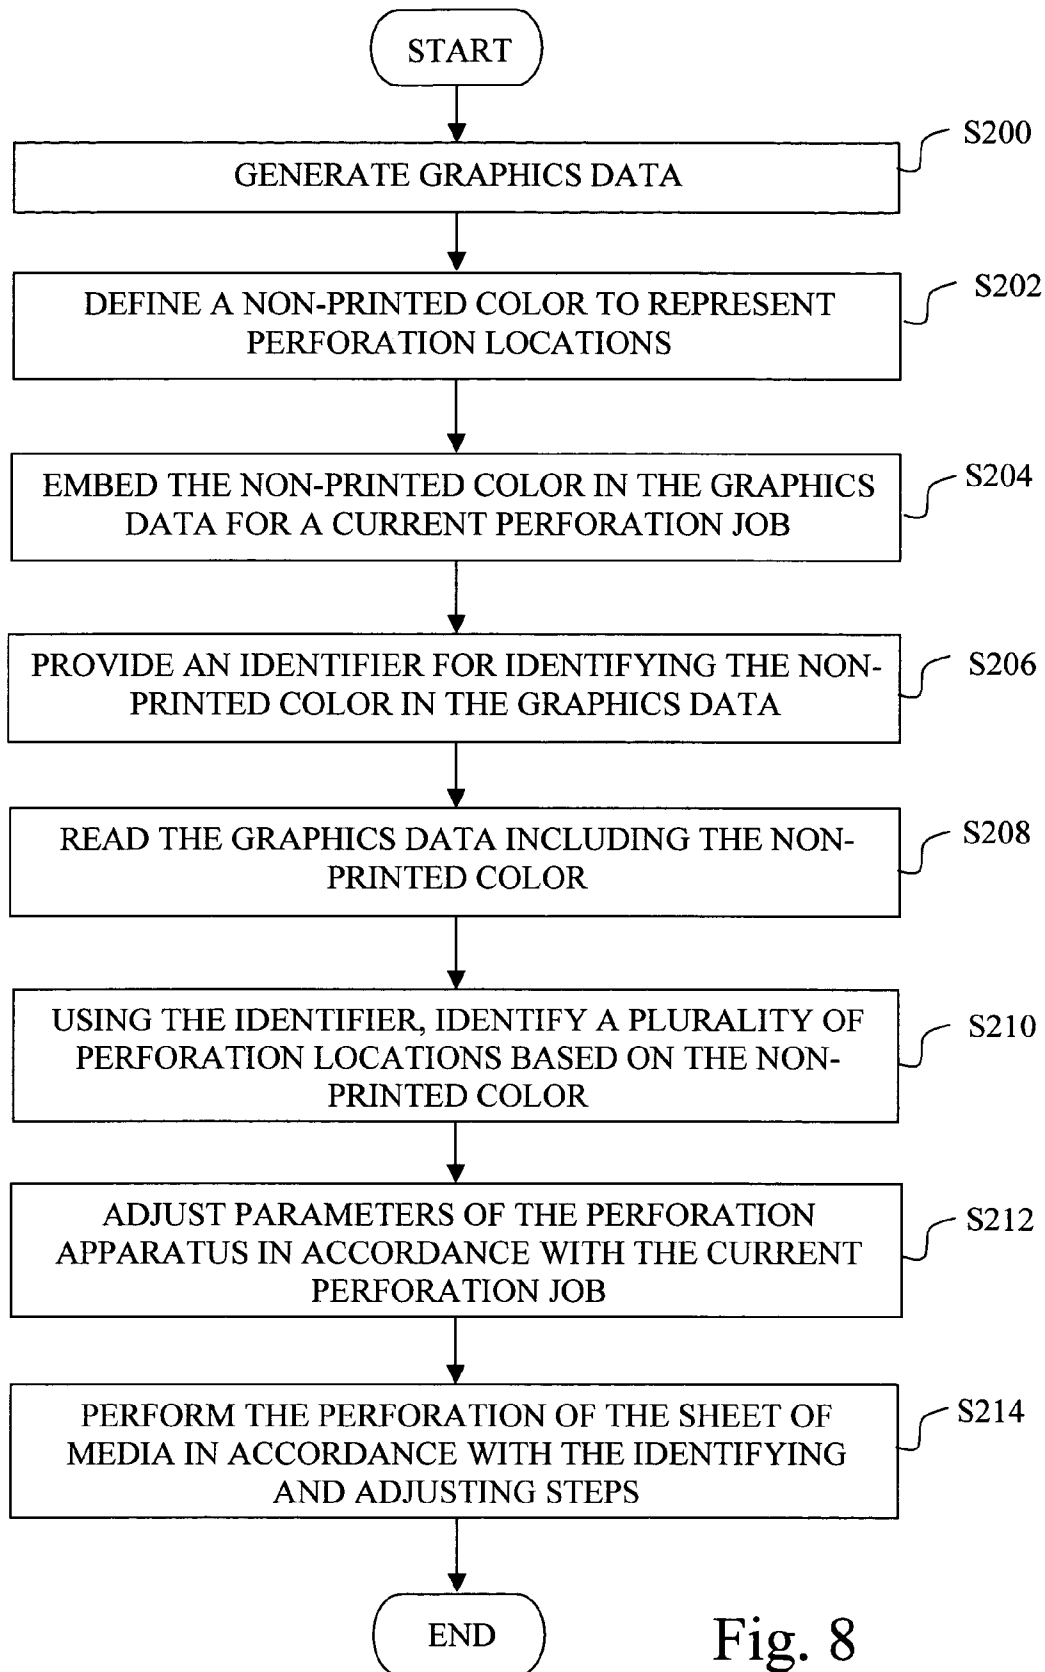 START
S200
GENERATE GRAPHICS DATA
S202
DEFINE A NON-PRINTED COLOR TO REPRESENT
PERFORATION LOCATIONS
S204
EMBED THE NON-PRINTED COLOR IN THE GRAPHICS
DATA FOR A CURRENT PERFORATION JOB
S206
PROVIDE AN IDENTIFIER FOR IDENTIFYING THE NON-
PRINTED COLOR IN THE GRAPHICS DATA
S208
READ THE GRAPHICS DATA INCLUDING THE NON-
PRINTED COLOR
S210
USING THE IDENTIFIER, IDENTIFY A PLURALITY OF
PERFORATION LOCATIONS BASED ON THE NON-
PRINTED COLOR
S212
ADJUST PARAMETERS OF THE PERFORATION
APPARATUS IN ACCORDANCE WITH THE CURRENT
PERFORATION JOB
S214
PERFORM THE PERFORATION OF THE SHEET OF
MEDIA IN ACCORDANCE WITH THE IDENTIFYING
AND ADJUSTING STEPS
END
Fig. 8